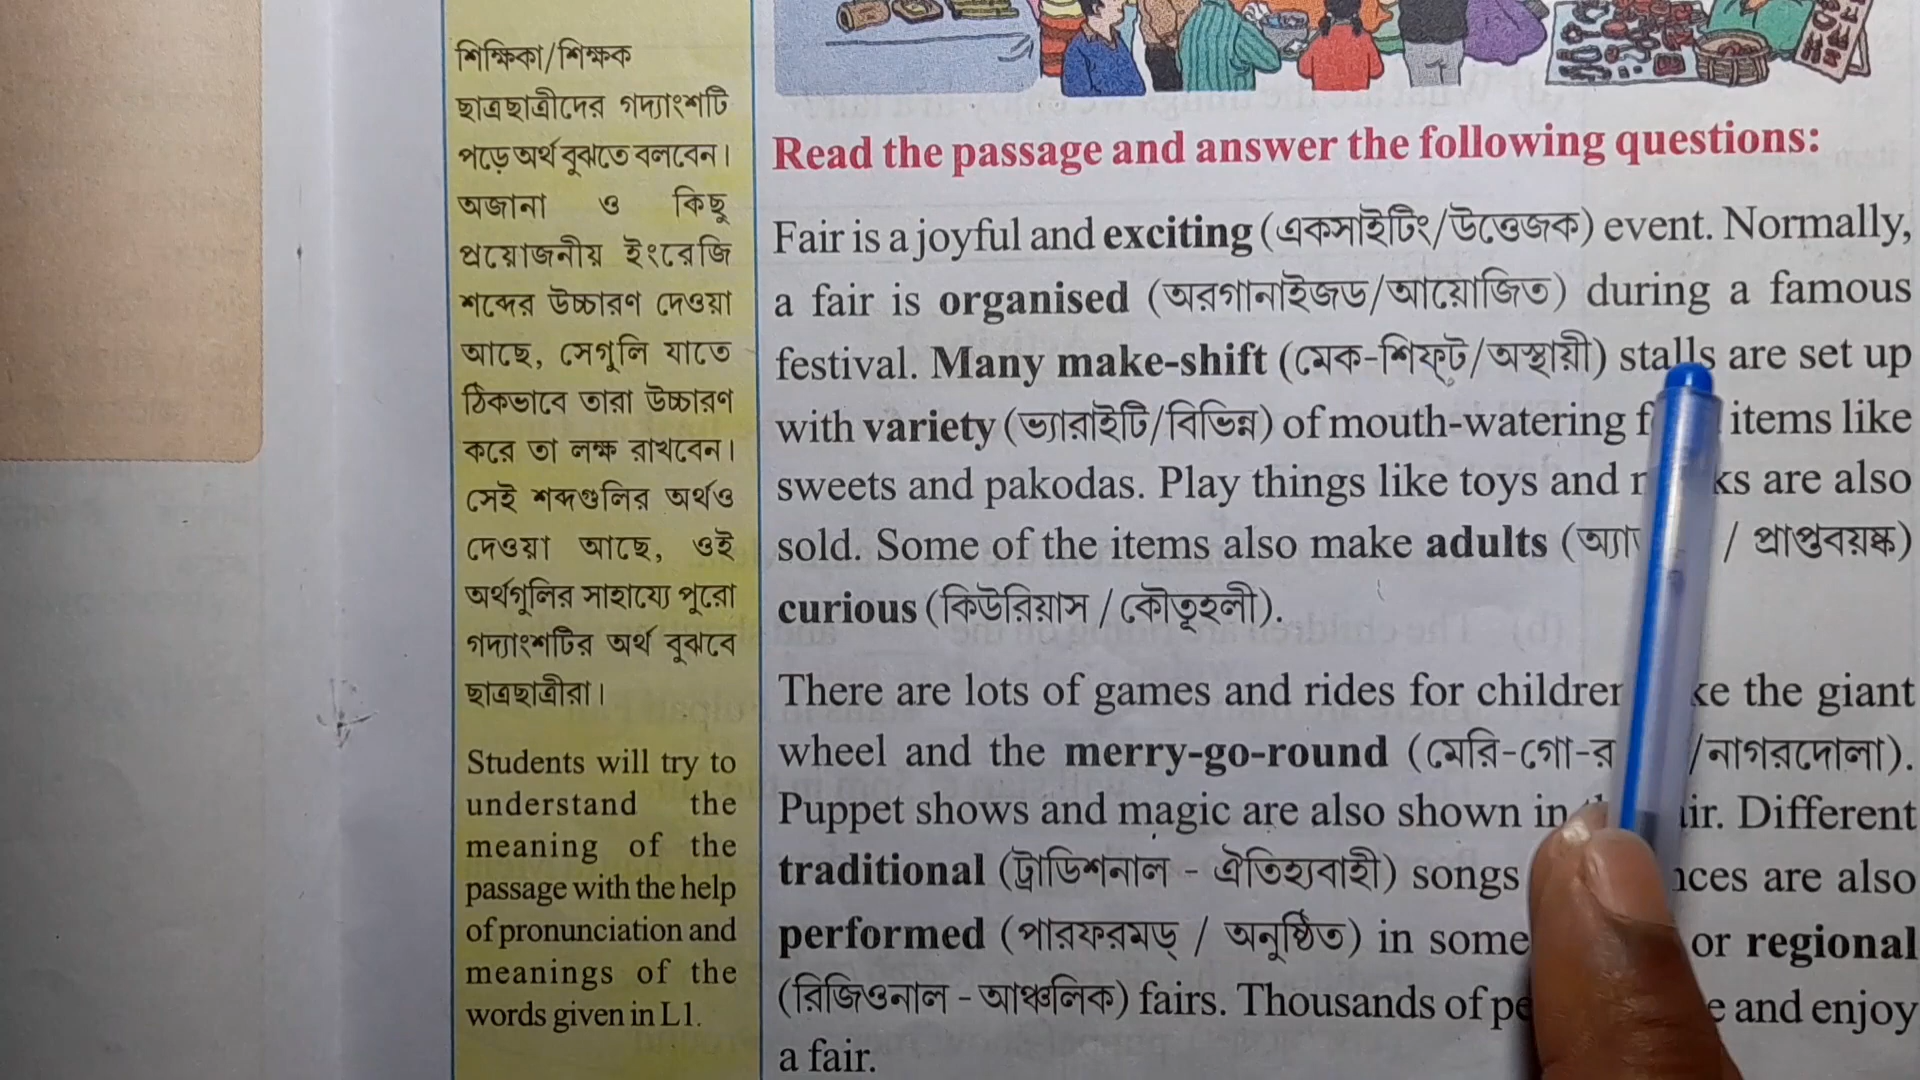 শিক্ষিকা/শিক্ষক
ছাত্রছাত্রীদের গদ্যাংশটি
পড়ে অর্থ বুঝতে বলবেন।
অজানা ও কিছু
প্রয়োজনীয় ইংরেজি
শব্দের উচ্চারণ দেওয়া
আছে, সেগুলি যাতে
ঠিকভাবে তারা উচ্চারণ
করে তা লক্ষ রাখবেন।
সেই শব্দগুলির অর্থও
দেওয়া আছে, ওই
অর্থগুলির সাহায্যে পুরো
গদ্যাংশটির অর্থ বুঝবে
ছাত্রছাত্রীরা।
Students will try to
understand the
meaning of the
passage with the help
of pronunciation and
meanings of the
words given in L1.
Read the passage and answer the following questions:
Fair is a joyful and exciting (একসাইটিং/উত্তেজক) event. Normally,
a fair is organised (অরগানাইজড/আয়োজিত) during a famous
festival. Many make-shift (মেক-শিফ্ট/অস্থায়ী) stalls are set up
with variety (ভ্যারাইটি/বিভিন্ন) of mouth-watering items like
sweets and pakodas. Play things like toys and are also
sold. Some of the items also make adults ( / প্রাপ্তবয়স্ক)
curious (কিউরিয়াস / কৌতূহলী).
There are lots of games and rides for children the giant
wheel and the merry-go-round (মেরি-গো- /নাগরদোলা).
Puppet shows and magic are also shown in Different
traditional (ট্রাডিশনাল - ঐতিহ্যবাহী) songs are also
performed (পারফরমড্ / অনুষ্ঠিত) in some or regional
(রিজিওনাল - আঞ্চলিক) fairs. Thousands of and enjoy
a fair.